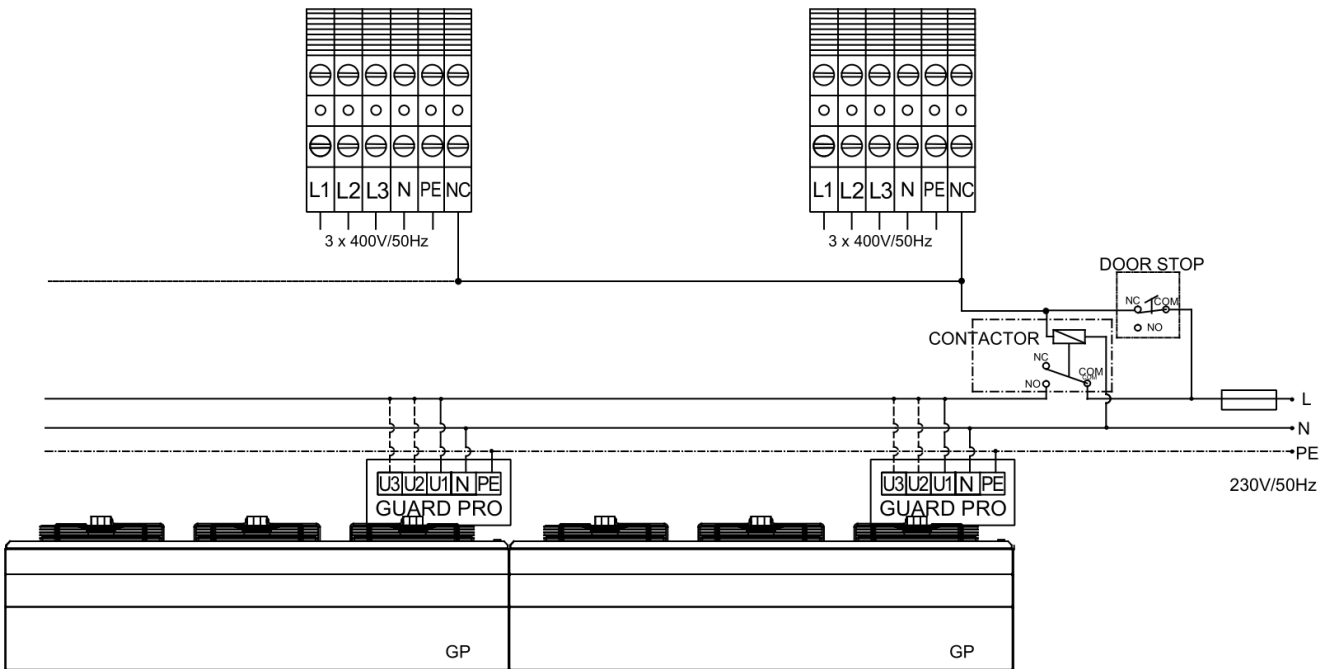 L1 L2 L3 N PE NC
3 x 400V/50Hz
L1 L2 L3 N PE NC
3 x 400V/50Hz
DOOR STOP
NC COM
NO
CONTACTOR
NC
COM
COM
NO
L
N
PE
230V/50Hz
U3 U2 U1 N PE
GUARD PRO
U3 U2 U1 N PE
GUARD PRO
GP
GP